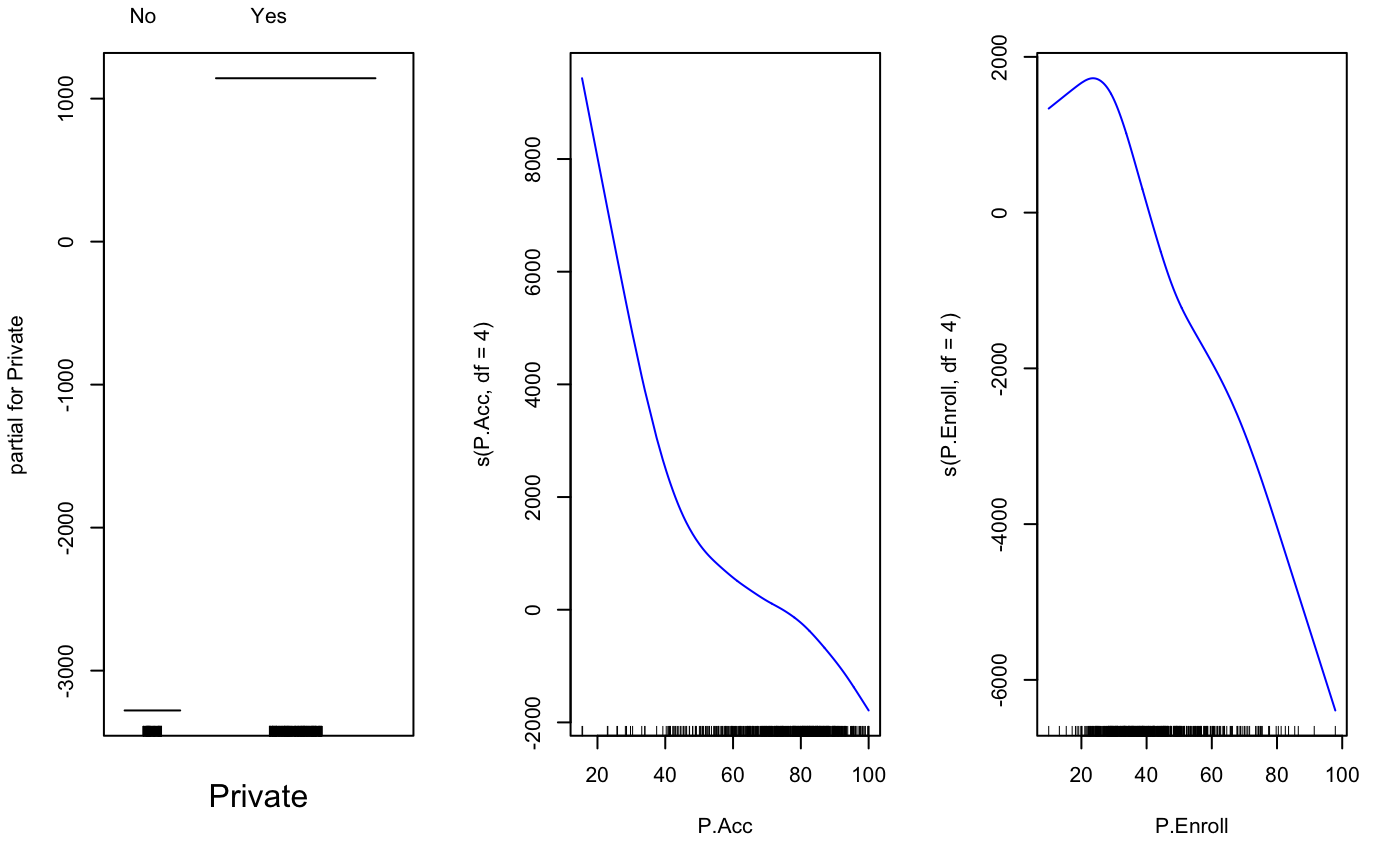 No Yes
partial for Private
1000
0
-1000
-2000
-3000
Private
s(P.Acc, df = 4)
8000
6000
4000
2000
0
-2000
20 40 60 80 100
P.Acc
s(P.Enroll, df = 4)
2000
0
-2000
-4000
-6000
20 40 60 80 100
P.Enroll